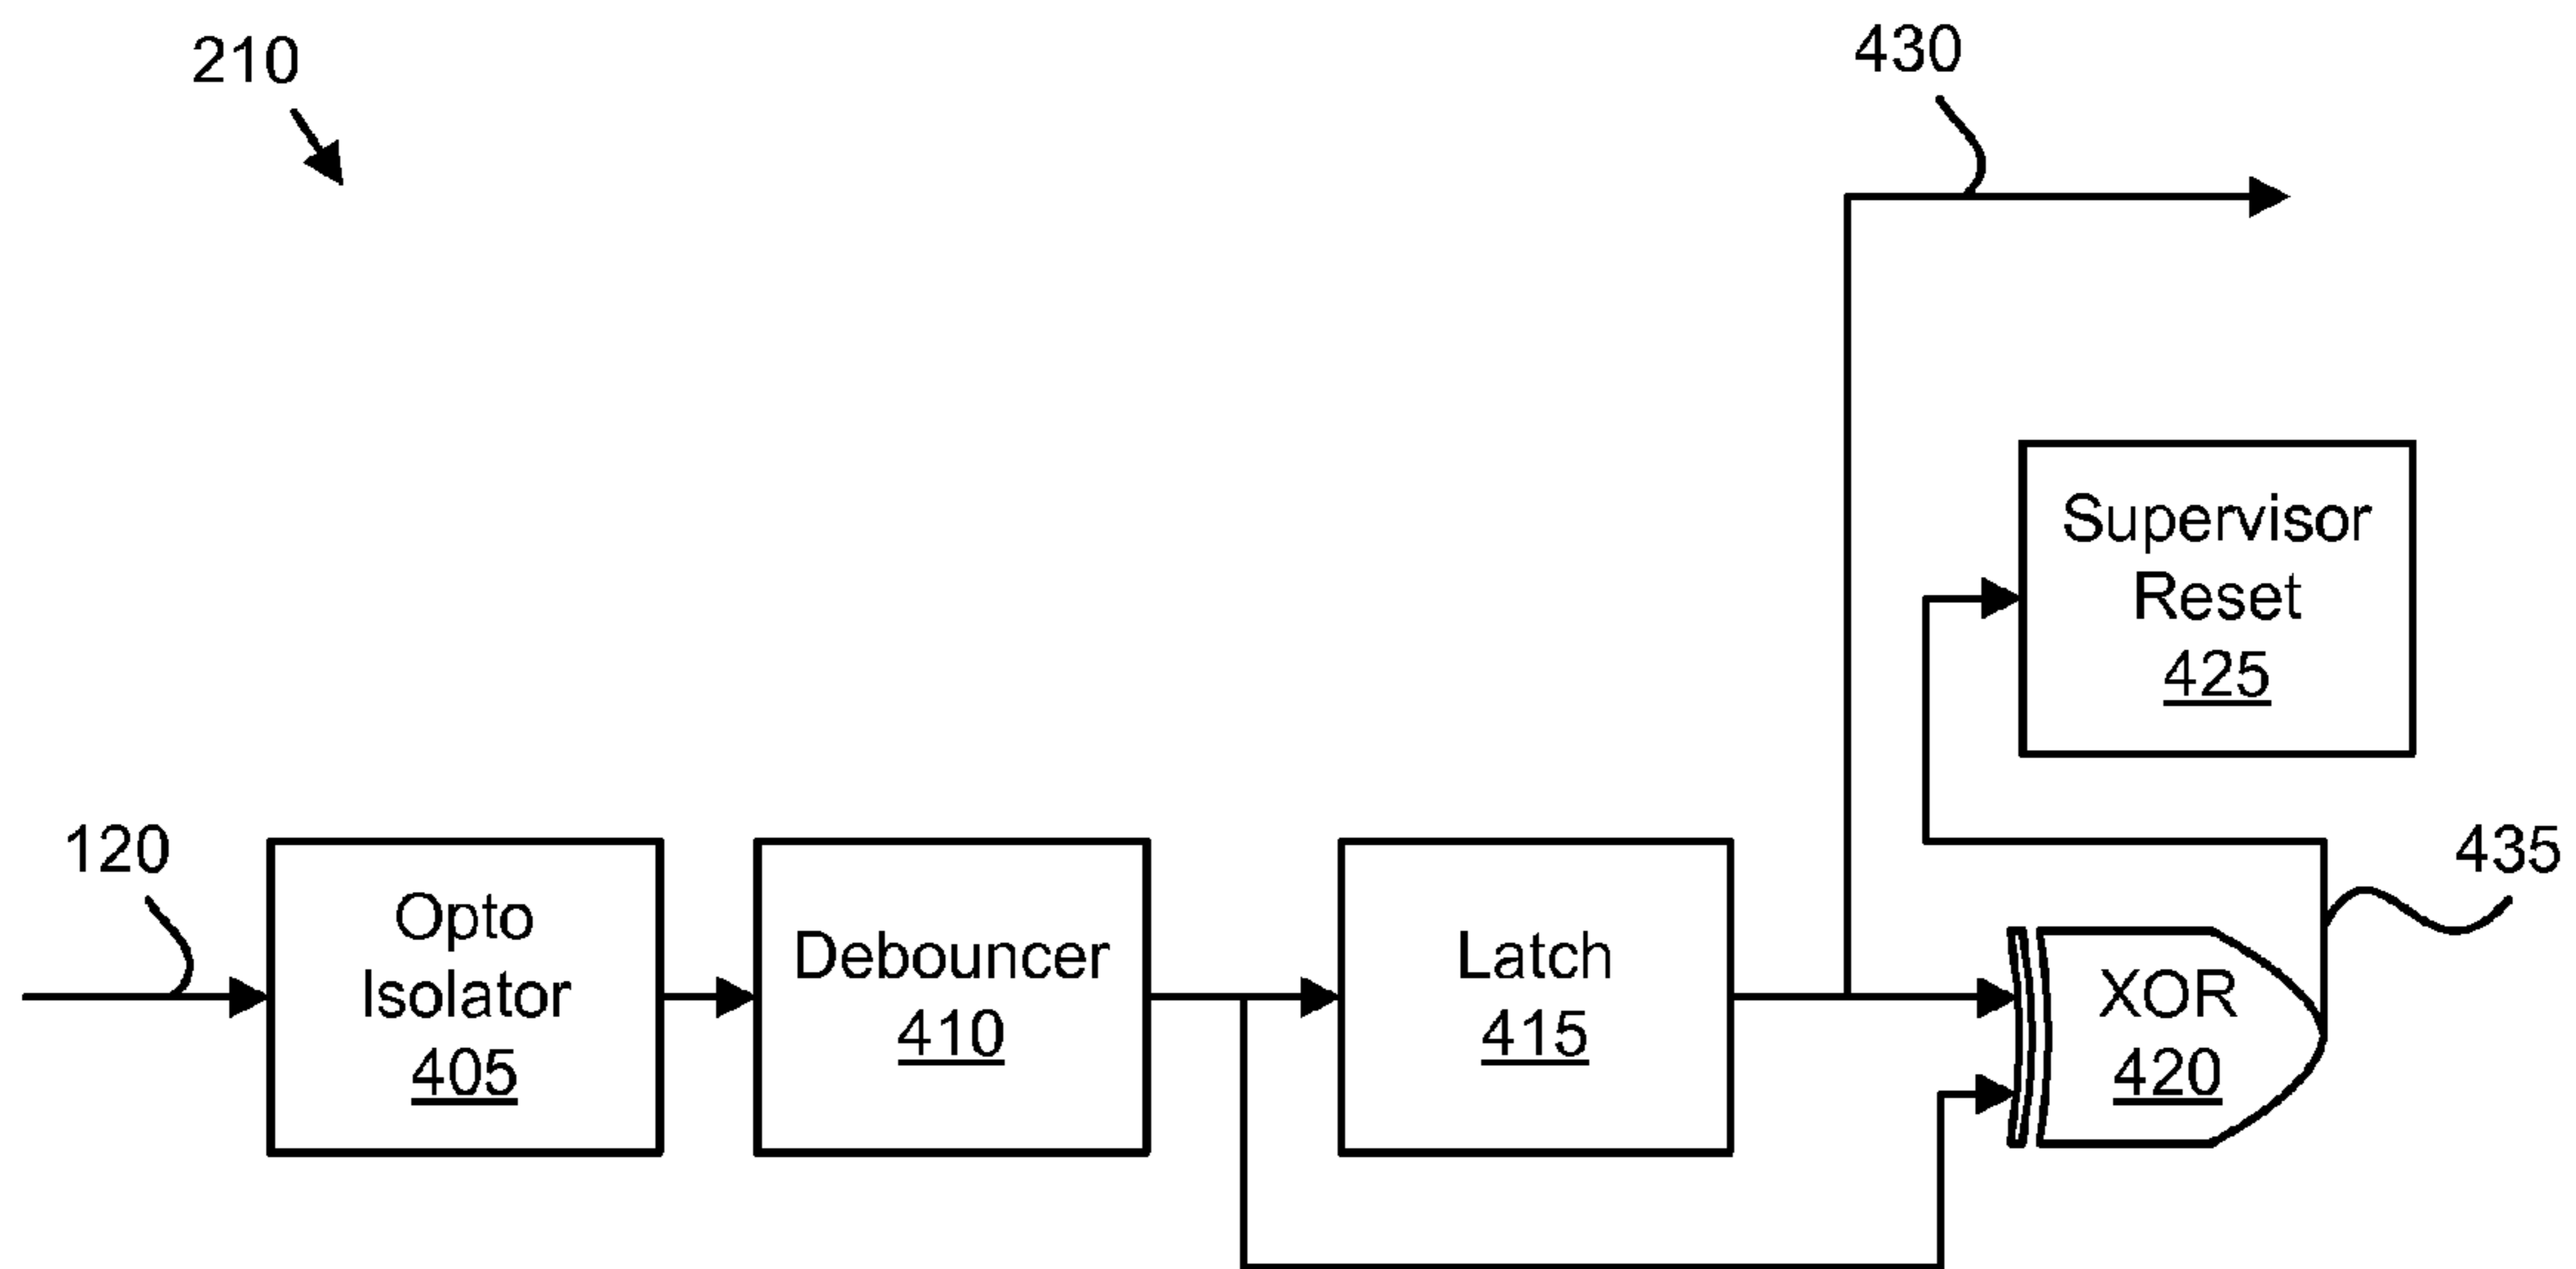 210
430
Supervisor
Reset
425
120
435
Opto
Isolator
405
Debouncer
410
Latch
415
XOR
420